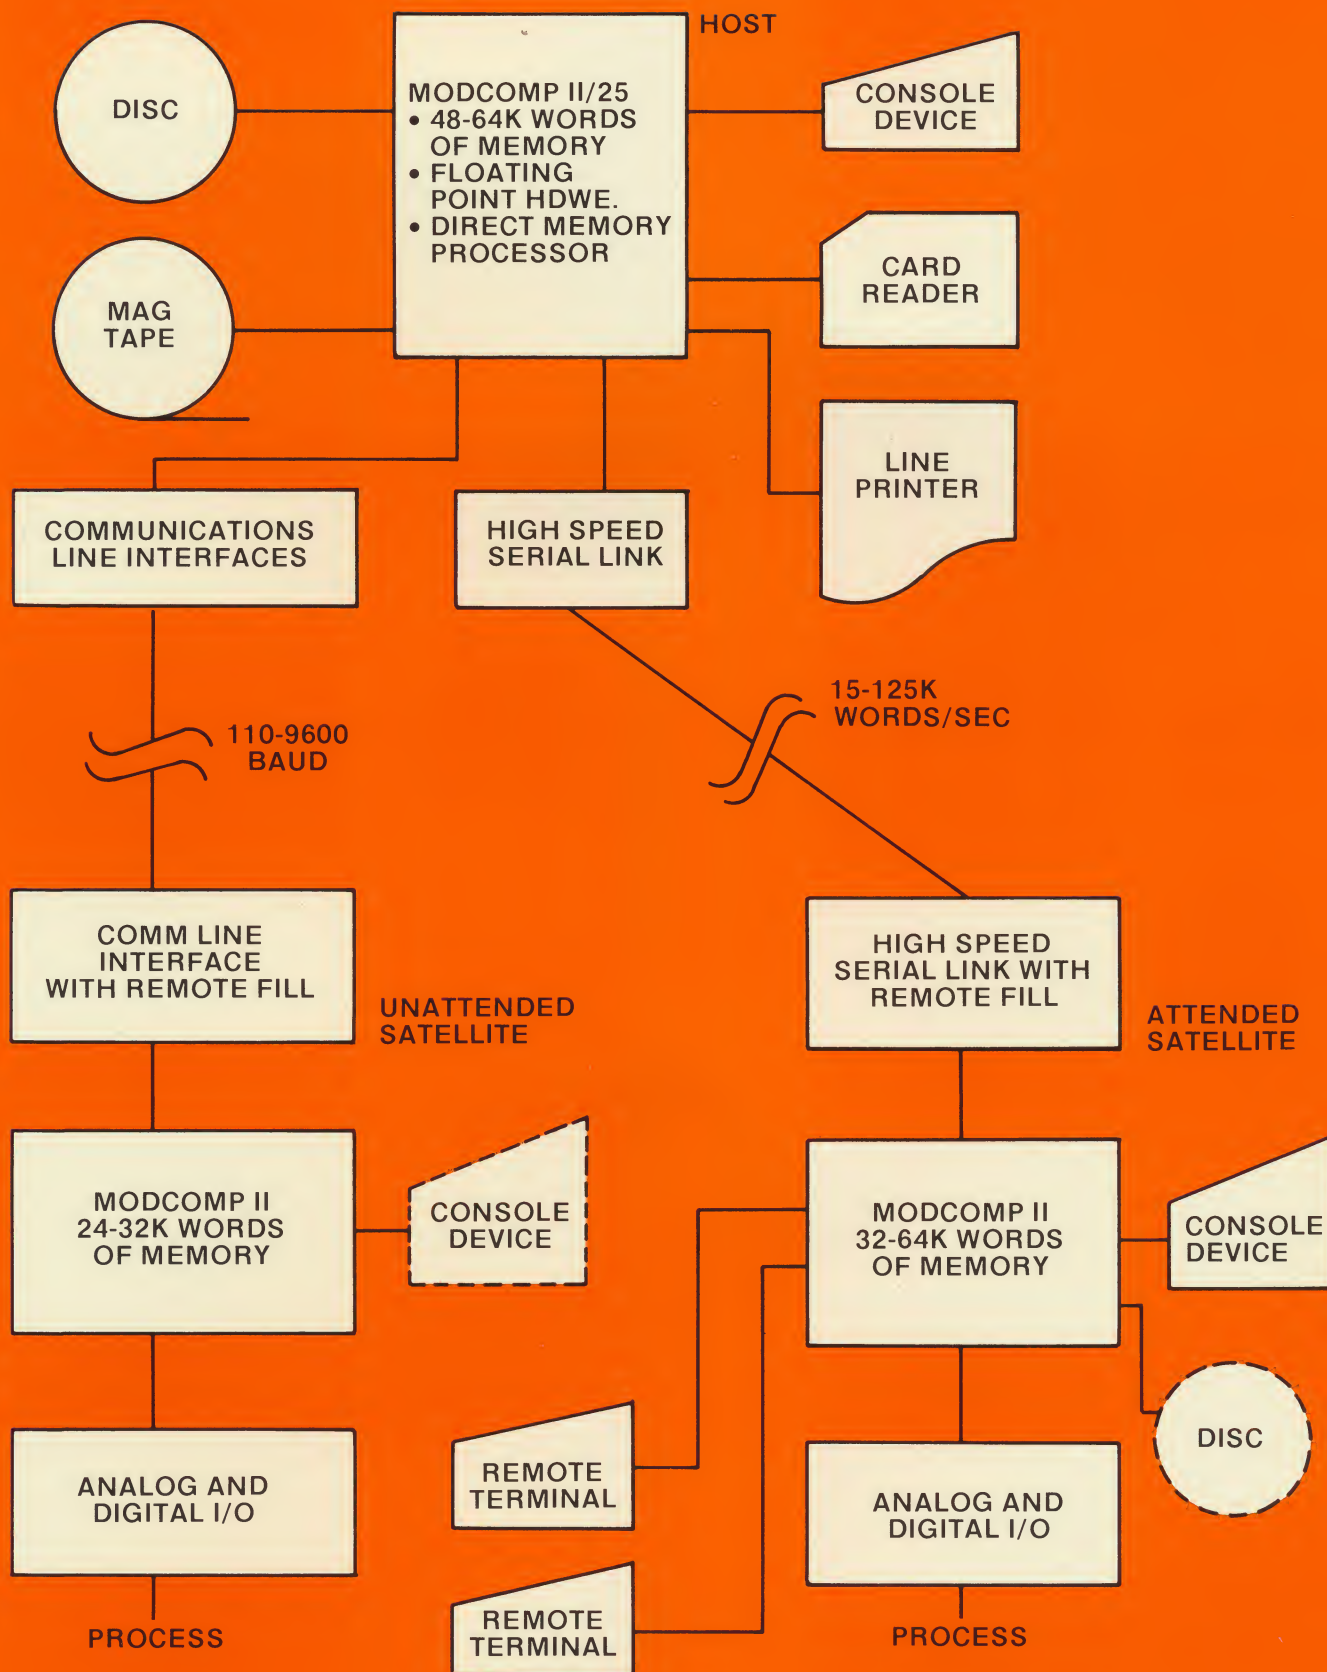 HOST
DISC
MODCOMP II/25
• 48-64K WORDS
OF MEMORY
• FLOATING
POINT HDWE.
• DIRECT MEMORY
PROCESSOR
CONSOLE
DEVICE
MAG
TAPE
CARD
READER
LINE
PRINTER
COMMUNICATIONS
LINE INTERFACES
HIGH SPEED
SERIAL LINK
110-9600
BAUD
15-125K
WORDS/SEC
COMM LINE
INTERFACE
WITH REMOTE FILL
UNATTENDED
SATELLITE
HIGH SPEED
SERIAL LINK WITH
REMOTE FILL
ATTENDED
SATELLITE
MODCOMP II
24-32K WORDS
OF MEMORY
CONSOLE
DEVICE
MODCOMP II
32-64K WORDS
OF MEMORY
CONSOLE
DEVICE
DISC
ANALOG AND
DIGITAL I/O
REMOTE
TERMINAL
ANALOG AND
DIGITAL I/O
PROCESS
REMOTE
TERMINAL
PROCESS